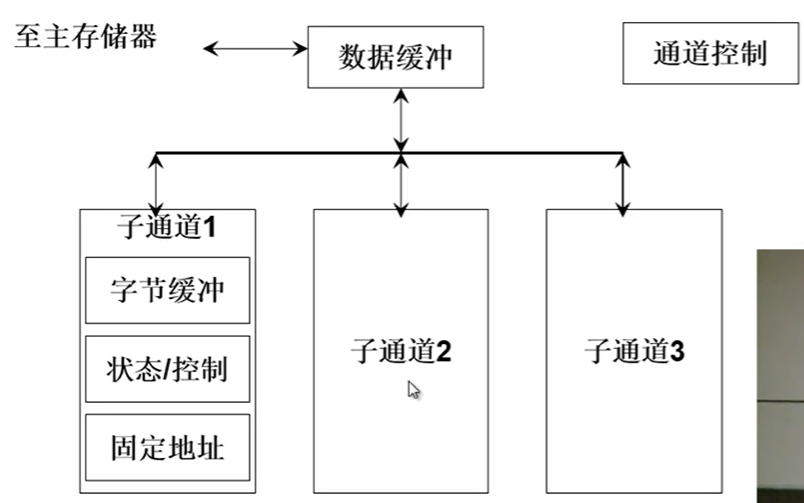 至主存储器
数据缓冲
通道控制
子通道1
字节缓冲
状态/控制
固定地址
子通道2
子通道3